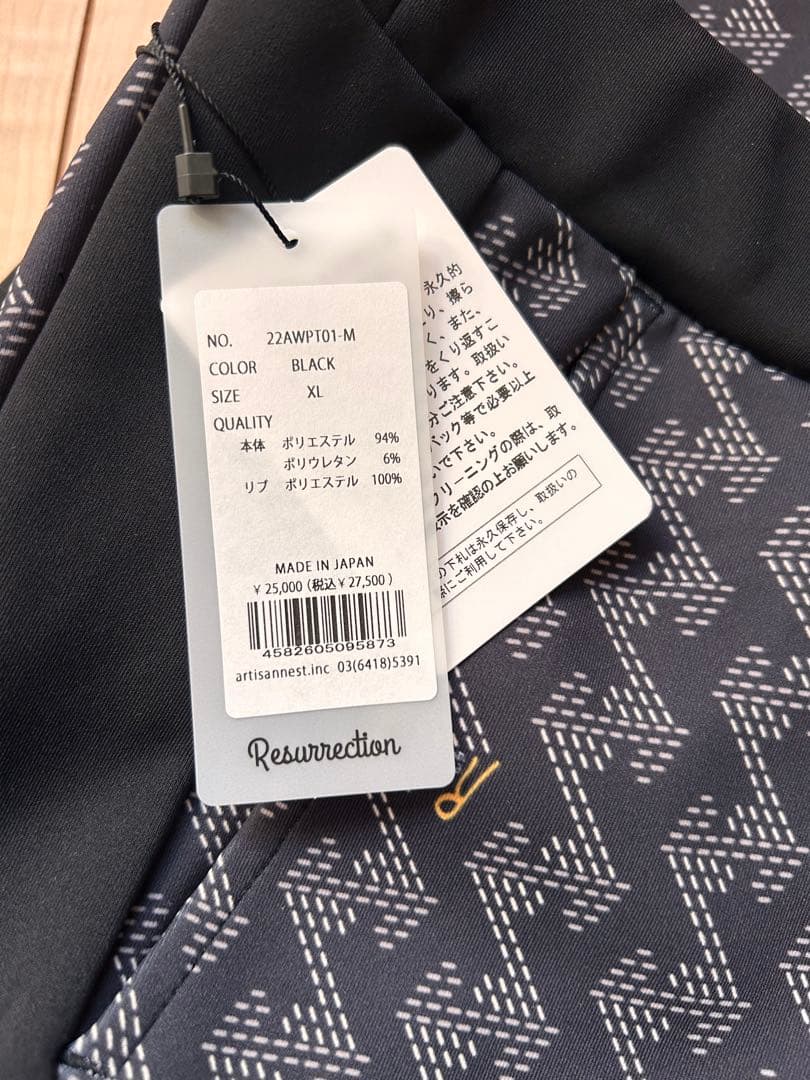 NO. 22AWPT01-M
COLOR BLACK
SIZE XL
QUALITY
本体 ポリエステル 94%
ポリウレタン 6%
リブ ポリエステル 100%
MADE IN JAPAN
¥25,000(税込¥27,500)
4582605095873
artisannest.inc 03(6418)5391
Resurrection
永久的
り、擦ら
く、また、
をくり返すこ
ります。取扱い
分ご注意下さい。
バック等で必要以上
いで下さい。
クリーニングの際は、取
表示を確認の上お願いします。
の下札は永久保存し、取扱いの
際にご利用して下さい。